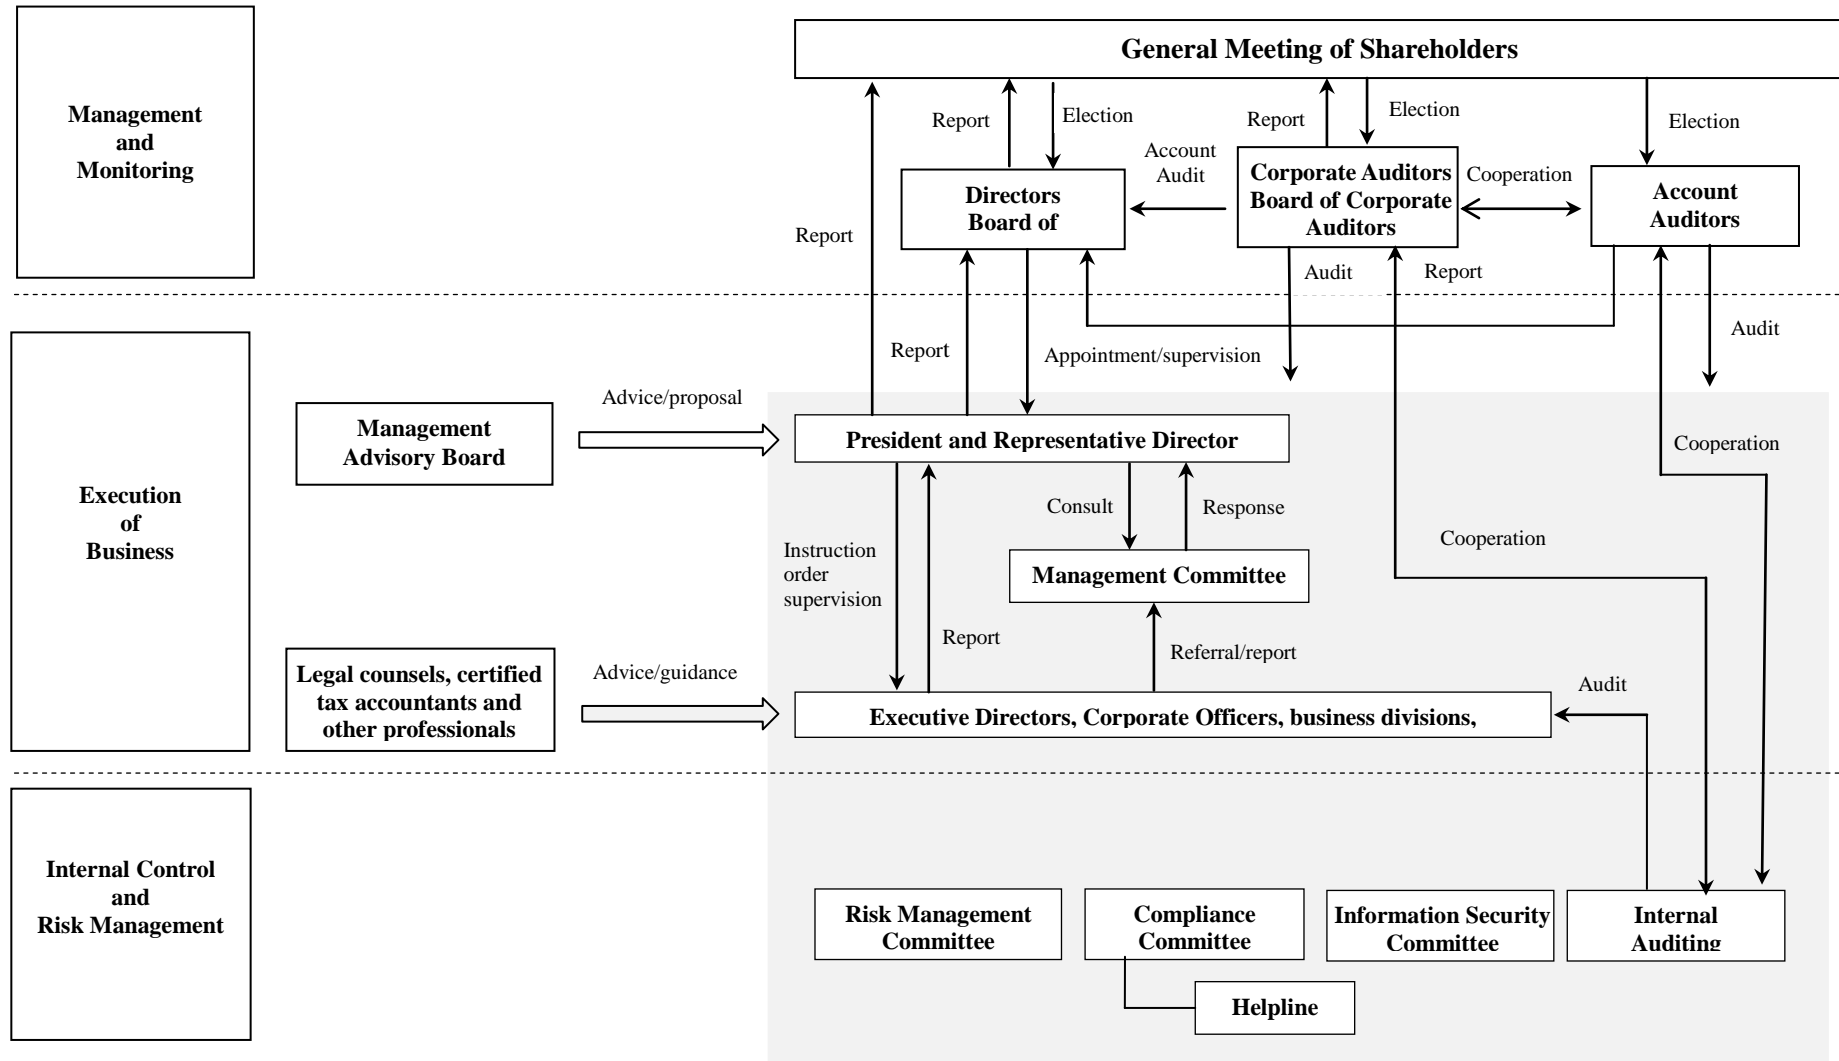 General Meeting of Shareholders
Management
and
Monitoring
Report
Election
Report
Election
Election
Account
Audit
Directors
Board of
Corporate Auditors
Board of Corporate
Auditors
Cooperation
Account
Auditors
Report
Audit
Report
Execution
of
Business
Report
Appointment/supervision
Audit
Management
Advisory Board
Advice/proposal
President and Representative Director
Cooperation
Consult
Response
Instruction
order
supervision
Management Committee
Cooperation
Report
Referral/report
Legal counsels, certified
tax accountants and
other professionals
Advice/guidance
Executive Directors, Corporate Officers, business divisions,
Audit
Internal Control
and
Risk Management
Risk Management
Committee
Compliance
Committee
Information Security
Committee
Internal
Auditing
Helpline